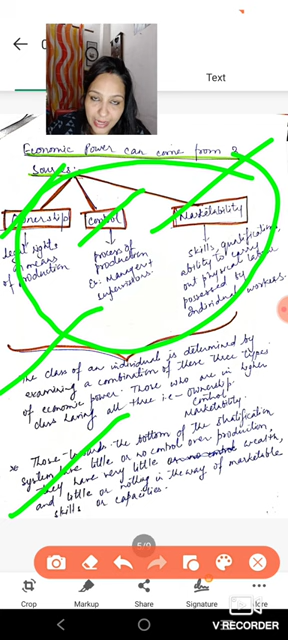 Text
Economic Power can come from 3
Sources:-
Ownership
Control
Marketability
Legal rights
on means
of production
Process of
production
Ex: Managers
Supervisors.
skills, qualification,
ability to carry
out physical labour
possessed by
individual workers.
The class of an individual is determined by
examining a combination of these three types
of economic power. Those who are in higher
class having all three i.e - ownership
control
Marketability.
Those towards the bottom of the stratification
system have little or no control over production,
They have very little wealth,
and little or nothing in the way of marketable
skills or capacities.
5/9
Crop
Markup
Share
Signature
More
V.RECORDER